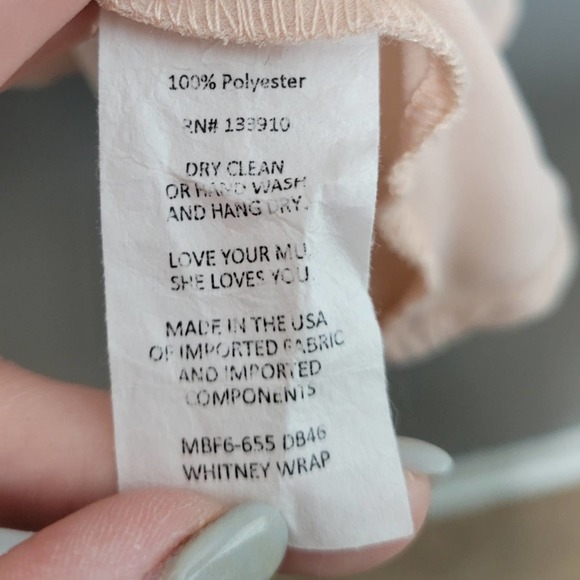 100% Polyester
RN# 139910
DRY CLEAN
OR HAND WASH
AND HANG DRY.
LOVE YOUR MU.
SHE LOVES YOU.
MADE IN THE USA
OF IMPORTED FABRIC
AND IMPORTED
COMPONENTS
MBF6-655 DB46
WHITNEY WRAP